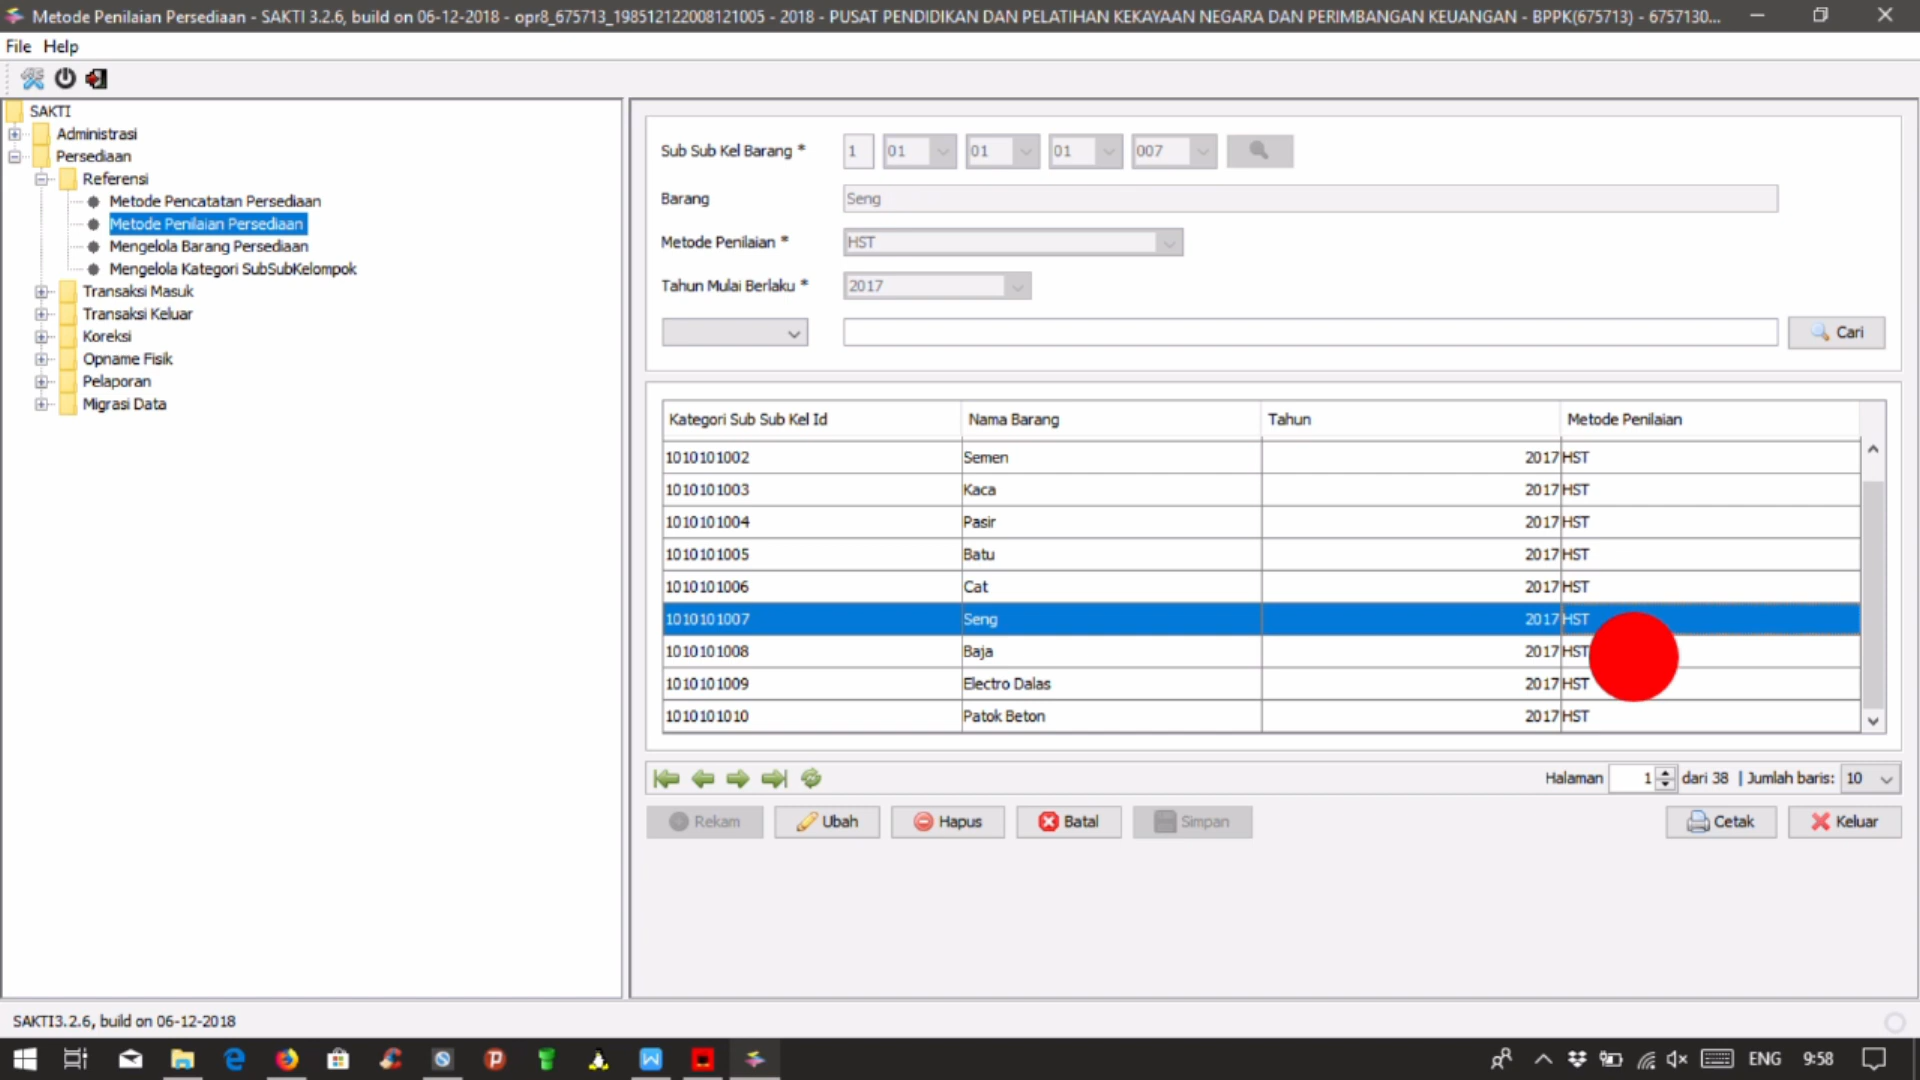 Metode Penilaian Persediaan - SAKTI 3.2.6, build on 06-12-2018 - opr8_675713_198512122008121005 - 2018 - PUSAT PENDIDIKAN DAN PELATIHAN KEKAYAAN NEGARA DAN PERIMBANGAN KEUANGAN - BPPK(675713) - 6757130...
File Help
SAKTI
Administrasi
Persediaan
Referensi
Metode Pencatatan Persediaan
Metode Penilaian Persediaan
Mengelola Barang Persediaan
Mengelola Kategori SubSubKelompok
Transaksi Masuk
Transaksi Keluar
Koreksi
Opname Fisik
Pelaporan
Migrasi Data
Sub Sub Kel Barang * 1 01 01 01 007
Barang Seng
Metode Penilaian * HST
Tahun Mulai Berlaku * 2017
Cari
Kategori Sub Sub Kel Id Nama Barang Tahun Metode Penilaian
1010101002 Semen 2017 HST
1010101003 Kaca 2017 HST
1010101004 Pasir 2017 HST
1010101005 Batu 2017 HST
1010101006 Cat 2017 HST
1010101007 Seng 2017 HST
1010101008 Baja 2017 HST
1010101009 Electro Dalas 2017 HST
1010101010 Patok Beton 2017 HST
Halaman 1 dari 38 | Jumlah baris: 10
Rekam Ubah Hapus Batal Simpan Cetak Keluar
SAKTI3.2.6, build on 06-12-2018
ENG 9:58